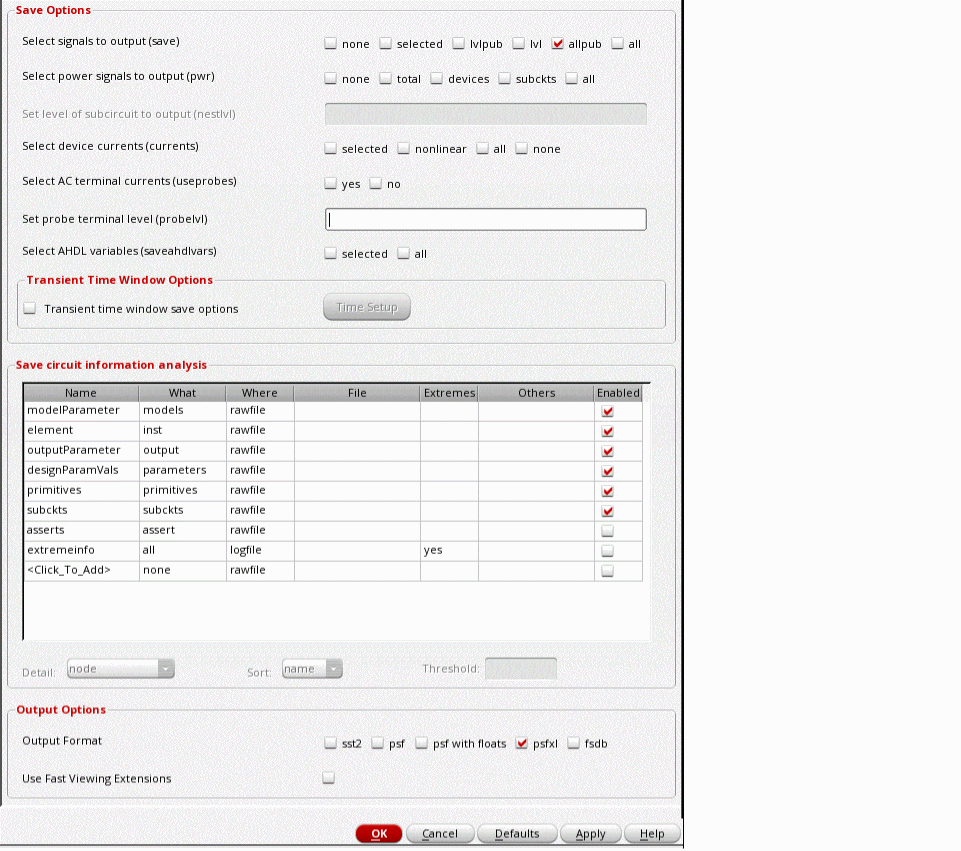 Save Options
Select signals to output (save) none selected lvlpub lvl allpub all
Select power signals to output (pwr) none total devices subckts all
Set level of subcircuit to output (nestlvl)
Select device currents (currents) selected nonlinear all none
Select AC terminal currents (useprobes) yes no
Set probe terminal level (probelvl)
Select AHDL variables (saveahdlvars) selected all
Transient Time Window Options
Transient time window save options Time Setup
Save circuit information analysis
Name What Where File Extremes Others Enabled
modelParameter models rawfile
element inst rawfile
outputParameter output rawfile
designParamVals parameters rawfile
primitives primitives rawfile
subckts subckts rawfile
asserts assert rawfile
extremeinfo all logfile yes
<Click_To_Add> none rawfile
Detail: node Sort: name Threshold:
Output Options
Output Format sst2 psf psf with floats psfxl fsdb
Use Fast Viewing Extensions
OK Cancel Defaults Apply Help